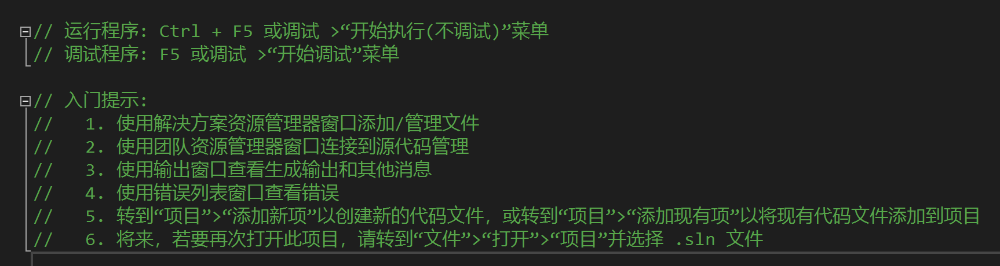 // 运行程序: Ctrl + F5 或调试 >“开始执行(不调试)”菜单
// 调试程序: F5 或调试 >“开始调试”菜单
// 入门提示:
//   1. 使用解决方案资源管理器窗口添加/管理文件
//   2. 使用团队资源管理器窗口连接到源代码管理
//   3. 使用输出窗口查看生成输出和其他消息
//   4. 使用错误列表窗口查看错误
//   5. 转到“项目”>“添加新项”以创建新的代码文件，或转到“项目”>“添加现有项”以将现有代码文件添加到项目
//   6. 将来，若要再次打开此项目，请转到“文件”>“打开”>“项目”并选择 .sln 文件